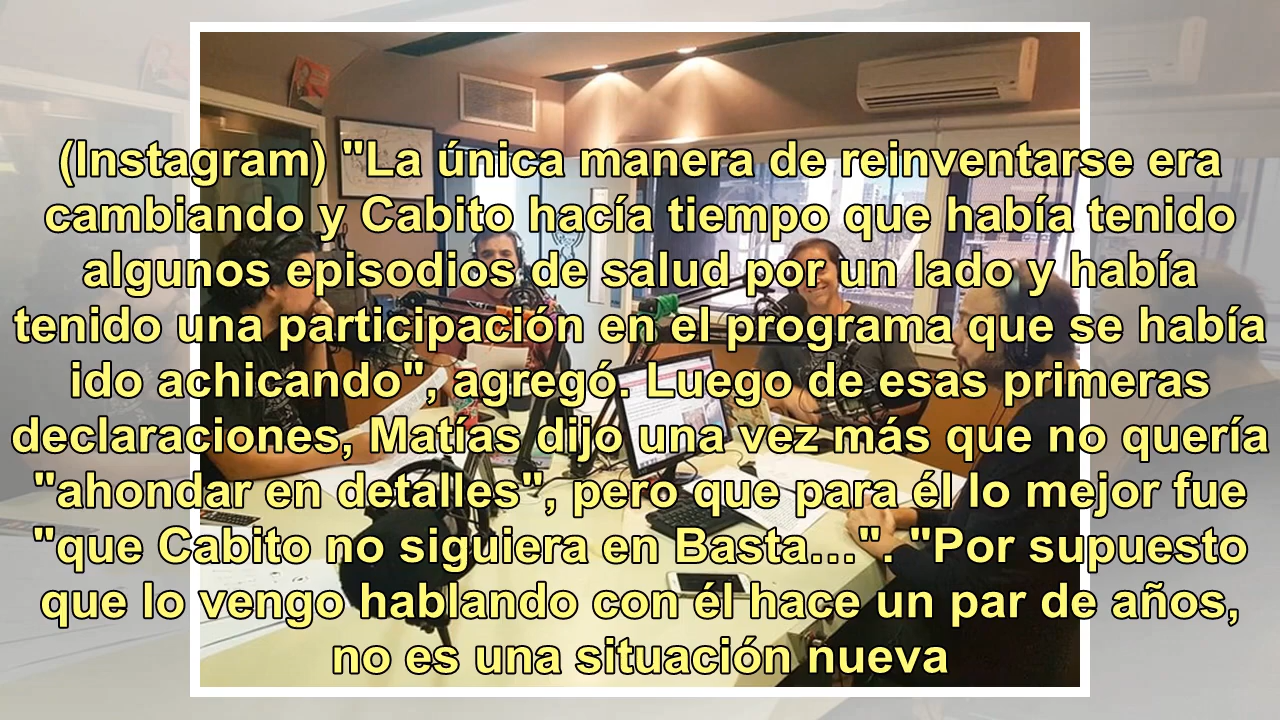 (Instagram) "La única manera de reinventarse era
cambiando y Cabito hacía tiempo que había tenido
algunos episodios de salud por un lado y había
tenido una participación en el programa que se había
ido achicando", agregó. Luego de esas primeras
declaraciones, Matías dijo una vez más que no quería
"ahondar en detalles", pero que para él lo mejor fue
"que Cabito no siguiera en Basta...". "Por supuesto
que lo vengo hablando con él hace un par de años,
no es una situación nueva